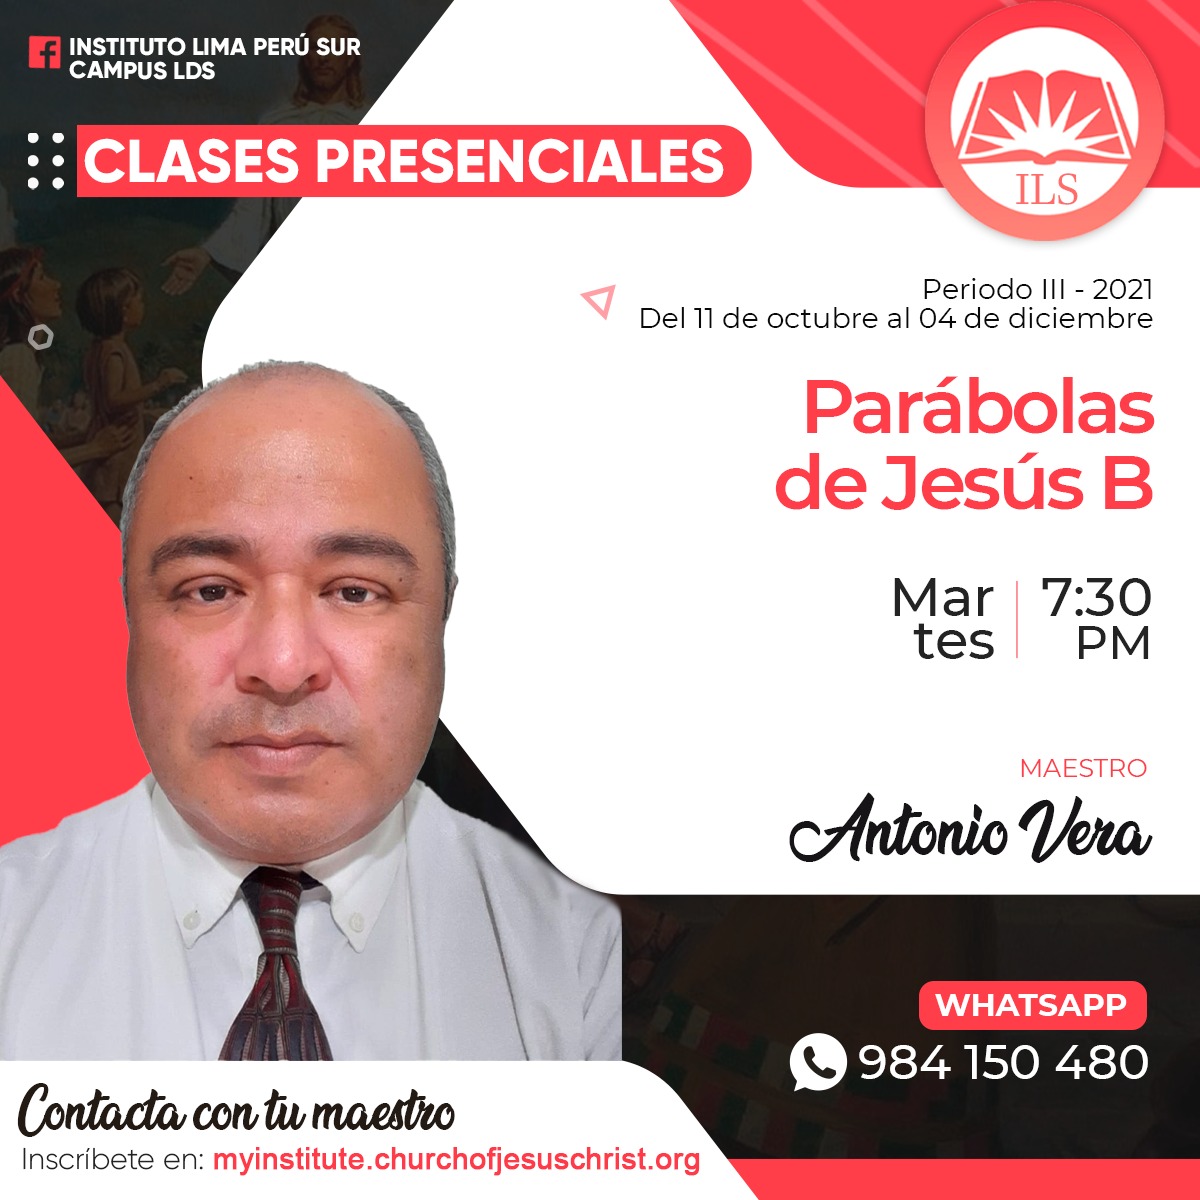 INSTITUTO LIMA PERÚ SUR
CAMPUS LDS
CLASES PRESENCIALES
ILS
Periodo III - 2021
Del 11 de octubre al 04 de diciembre
Parábolas
de Jesús B
Mar
tes
7:30
PM
MAESTRO
Antonio Vera
WHATSAPP
984 150 480
Contacta con tu maestro
Inscríbete en: myinstitute.churchofjesuschrist.org